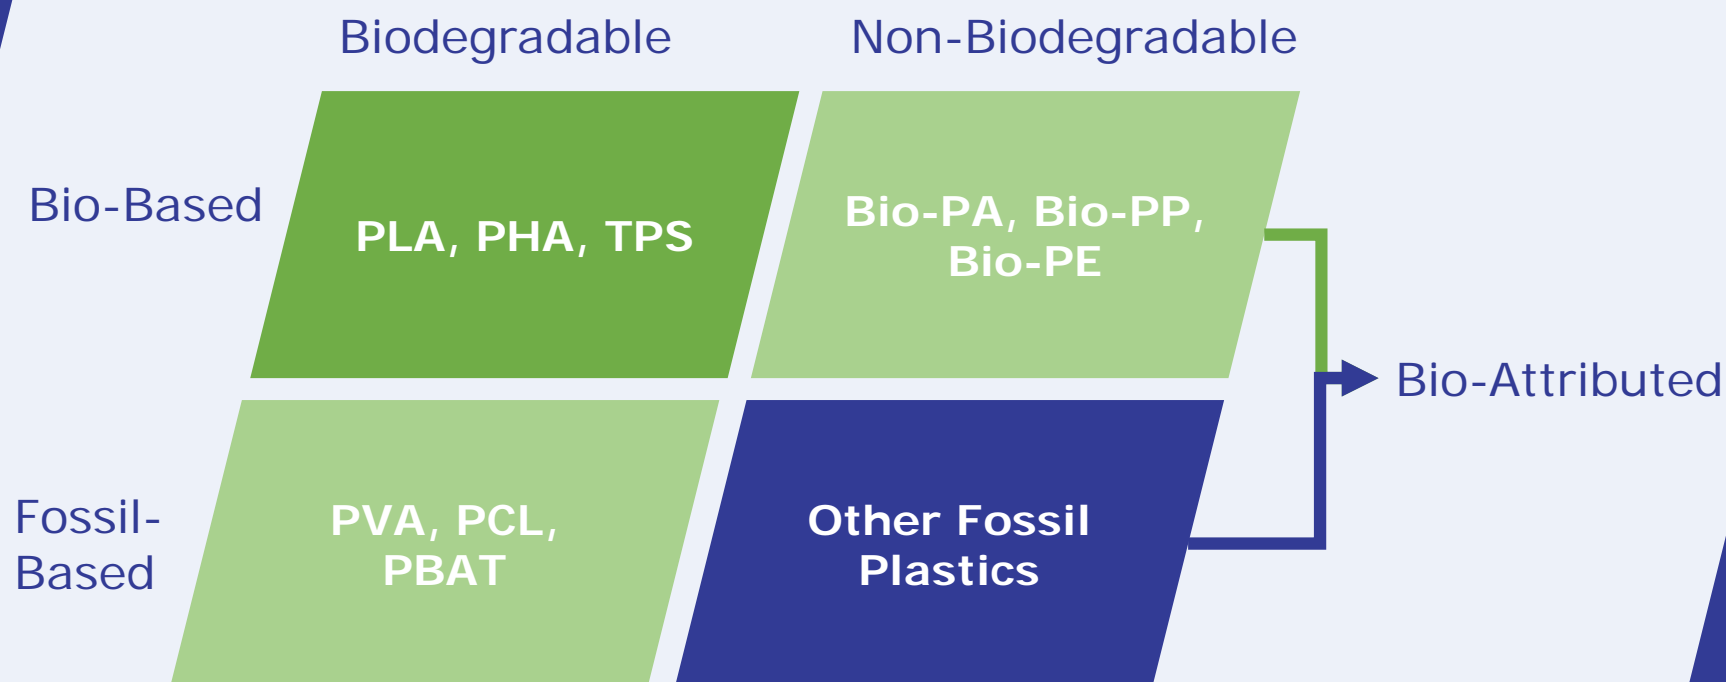 Biodegradable
Non-Biodegradable
Bio-Based
PLA, PHA, TPS
Bio-PA, Bio-PP,
Bio-PE
Bio-Attributed
Fossil-
Based
PVA, PCL,
PBAT
Other Fossil
Plastics